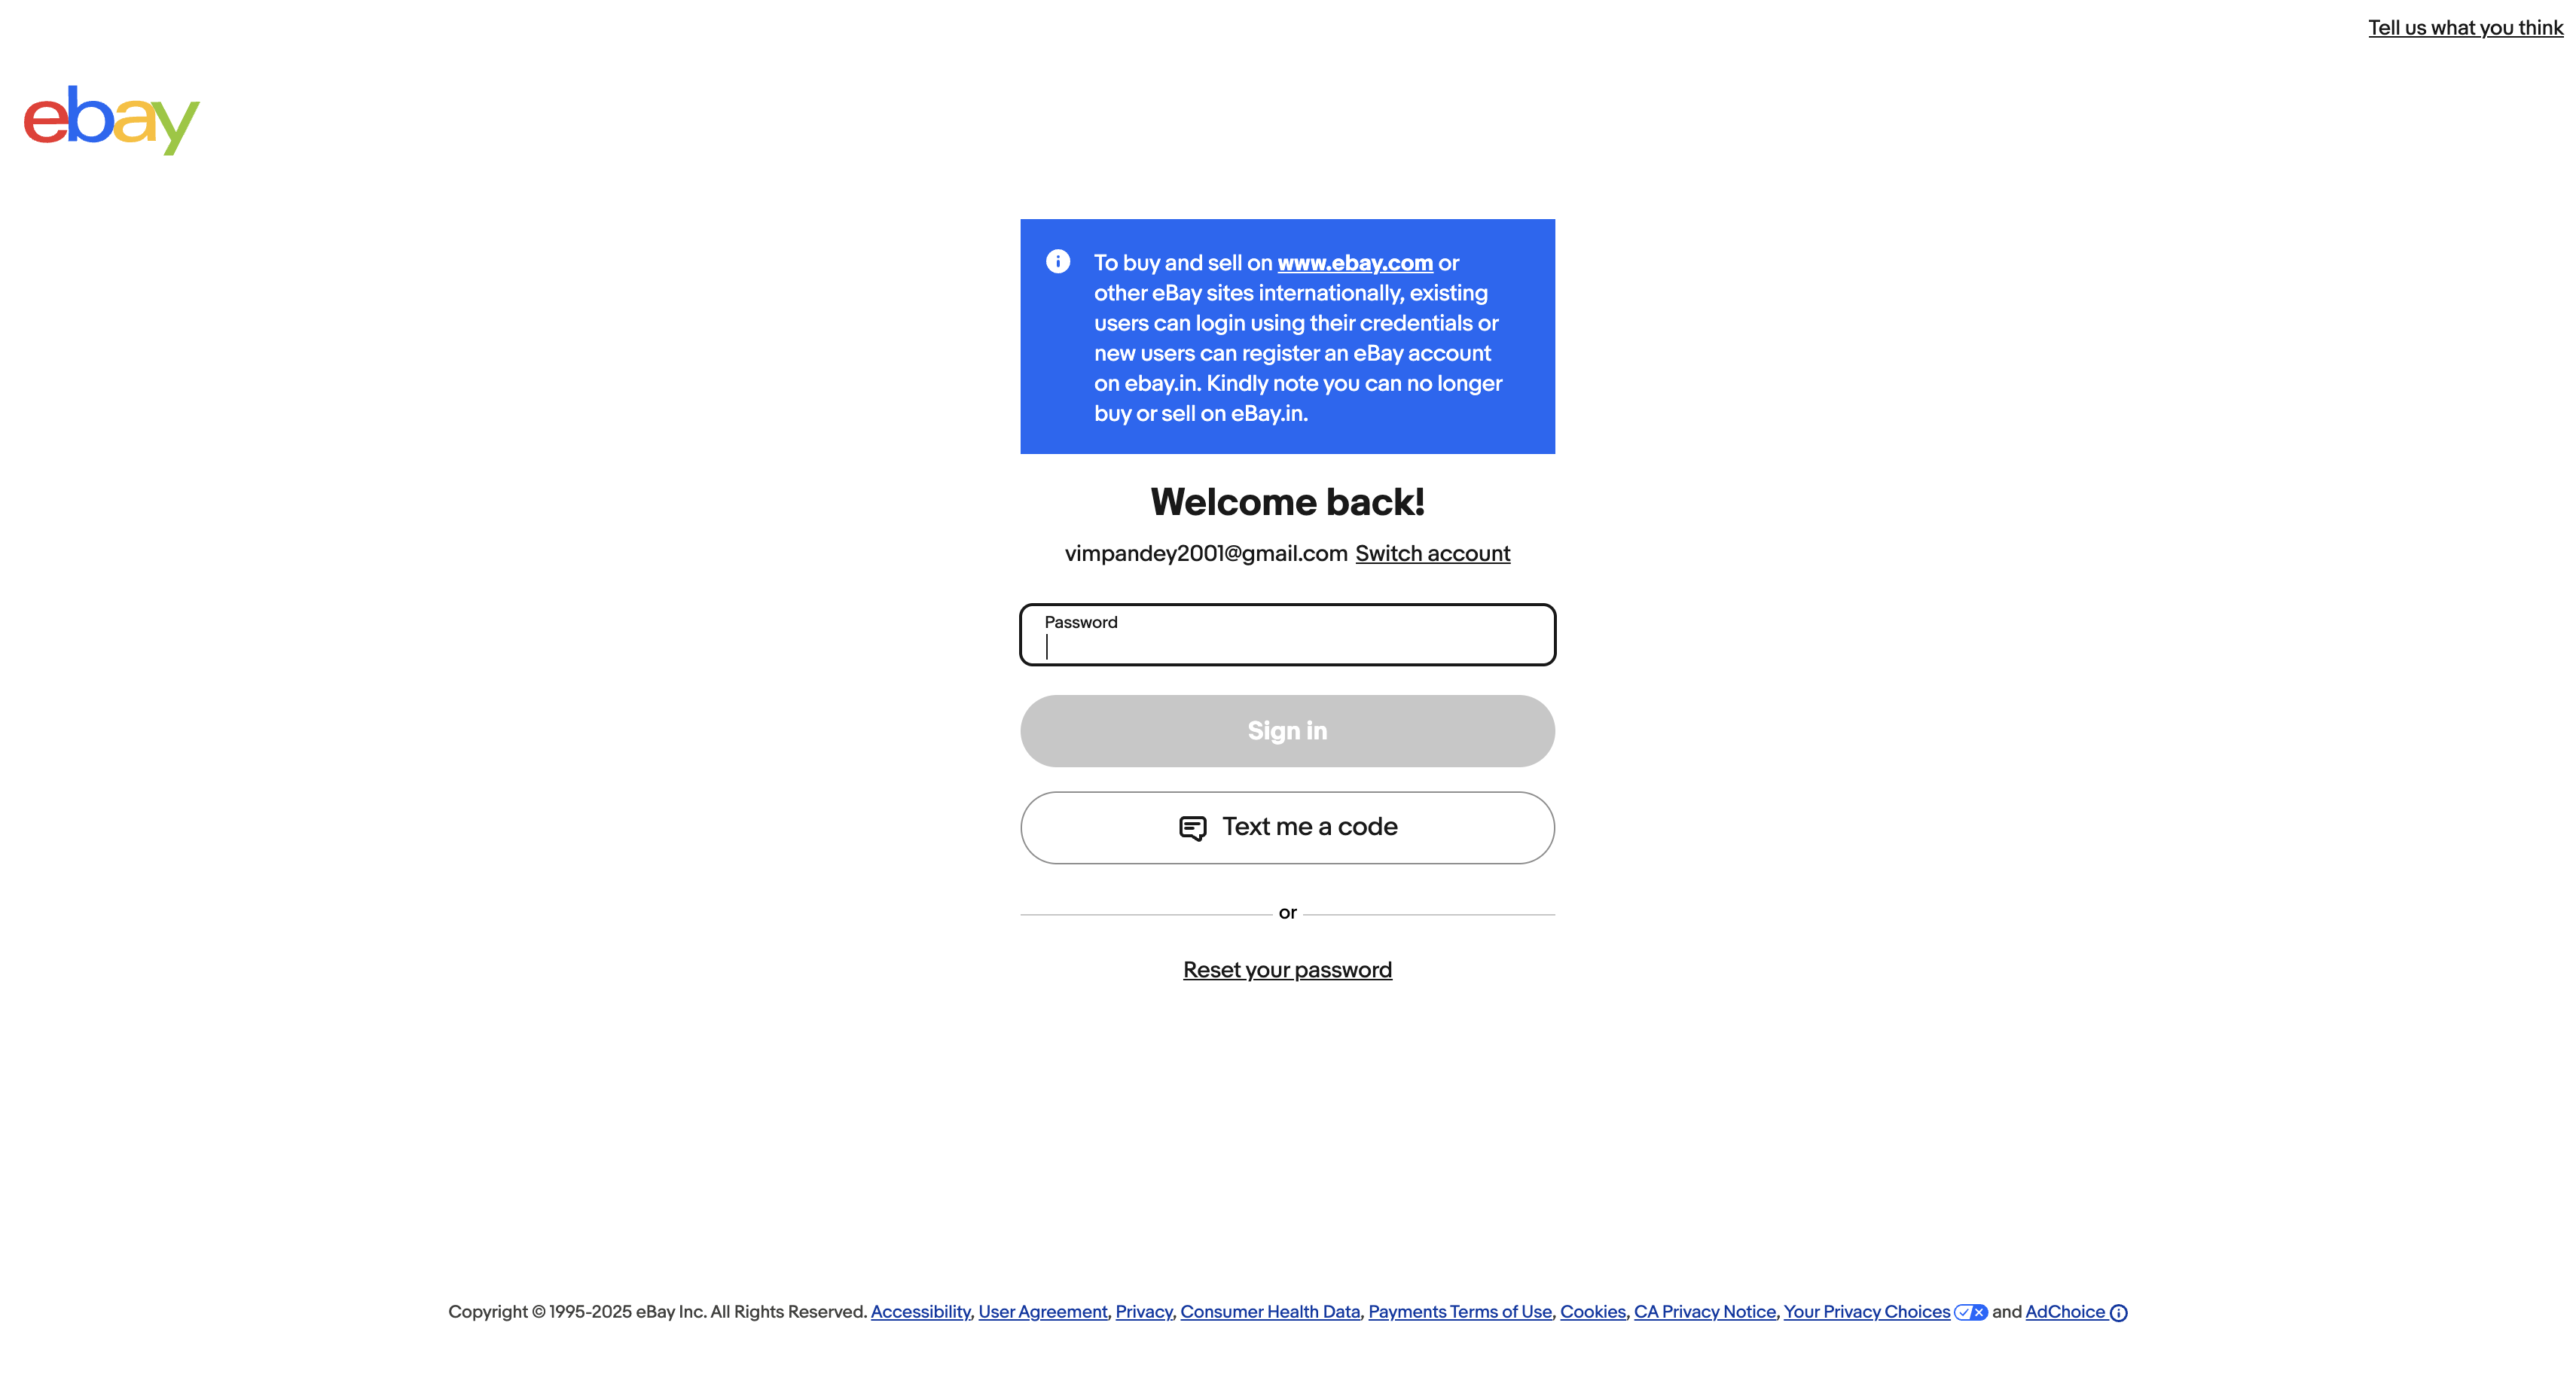 Tell us what you think
ebay
To buy and sell on www.ebay.com or
other eBay sites internationally, existing
users can login using their credentials or
new users can register an eBay account
on ebay.in. Kindly note you can no longer
buy or sell on eBay.in.
Welcome back!
vimpandey2001@gmail.com Switch account
Password
Sign in
Text me a code
or
Reset your password
Copyright © 1995-2025 eBay Inc. All Rights Reserved. Accessibility, User Agreement, Privacy, Consumer Health Data, Payments Terms of Use, Cookies, CA Privacy Notice, Your Privacy Choices and AdChoice